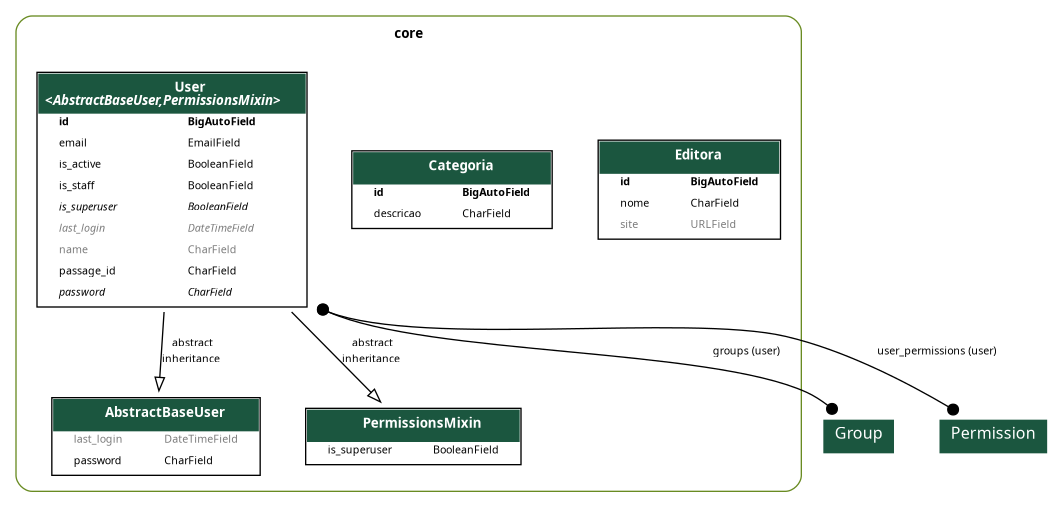 core
User
<AbstractBaseUser,PermissionsMixin>
id BigAutoField
email EmailField
is_active BooleanField
is_staff BooleanField
is_superuser BooleanField
last_login DateTimeField
name CharField
passage_id CharField
password CharField
Categoria
id BigAutoField
descricao CharField
Editora
id BigAutoField
nome CharField
site URLField
abstract
inheritance
abstract
inheritance
groups (user)
user_permissions (user)
AbstractBaseUser
last_login DateTimeField
password CharField
PermissionsMixin
is_superuser BooleanField
Group
Permission